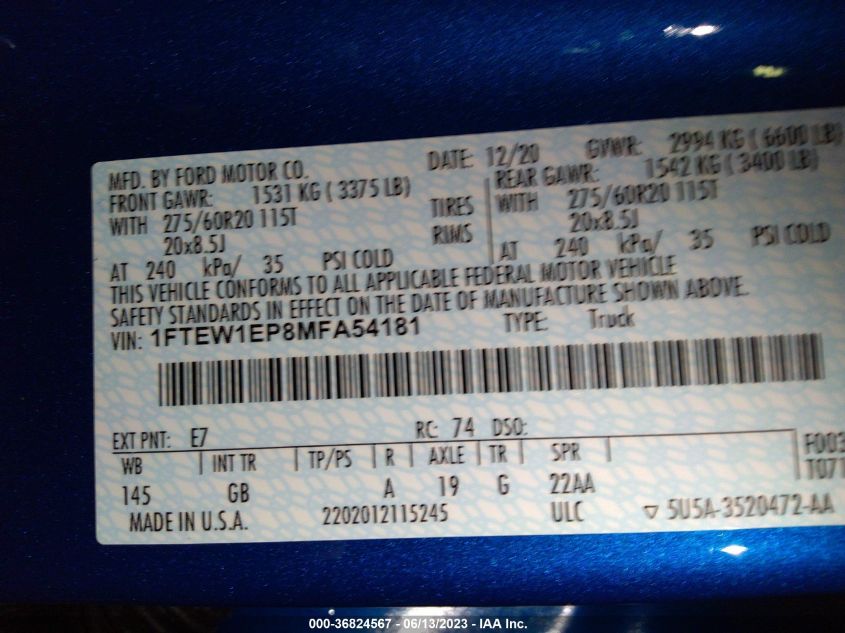 MFD. BY FORD MOTOR CO. DATE: 12/20 GVWR: 2994 KG ( 6600 LB)
FRONT GAWR: 1531 KG ( 3375 LB) REAR GAWR: 1542 KG ( 3400 LB)
WITH 275/60R20 115T TIRES WITH 275/60R20 115T
20x8.5J RIMS 20x8.5J
AT 240 kPa/ 35 PSI COLD AT 240 kPa/ 35 PSI COLD
THIS VEHICLE CONFORMS TO ALL APPLICABLE FEDERAL MOTOR VEHICLE
SAFETY STANDARDS IN EFFECT ON THE DATE OF MANUFACTURE SHOWN ABOVE.
VIN: 1FTEW1EP8MFA54181 TYPE: Truck
EXT PNT: E7 RC: 74 DSO:
WB INT TR TP/PS R AXLE TR SPR F003
145 GB A 19 G 22AA T071
MADE IN U.S.A. 2202012115245 ULC ▽ 5U5A-3520472-AA
000-36824567 - 06/13/2023 - IAA Inc.